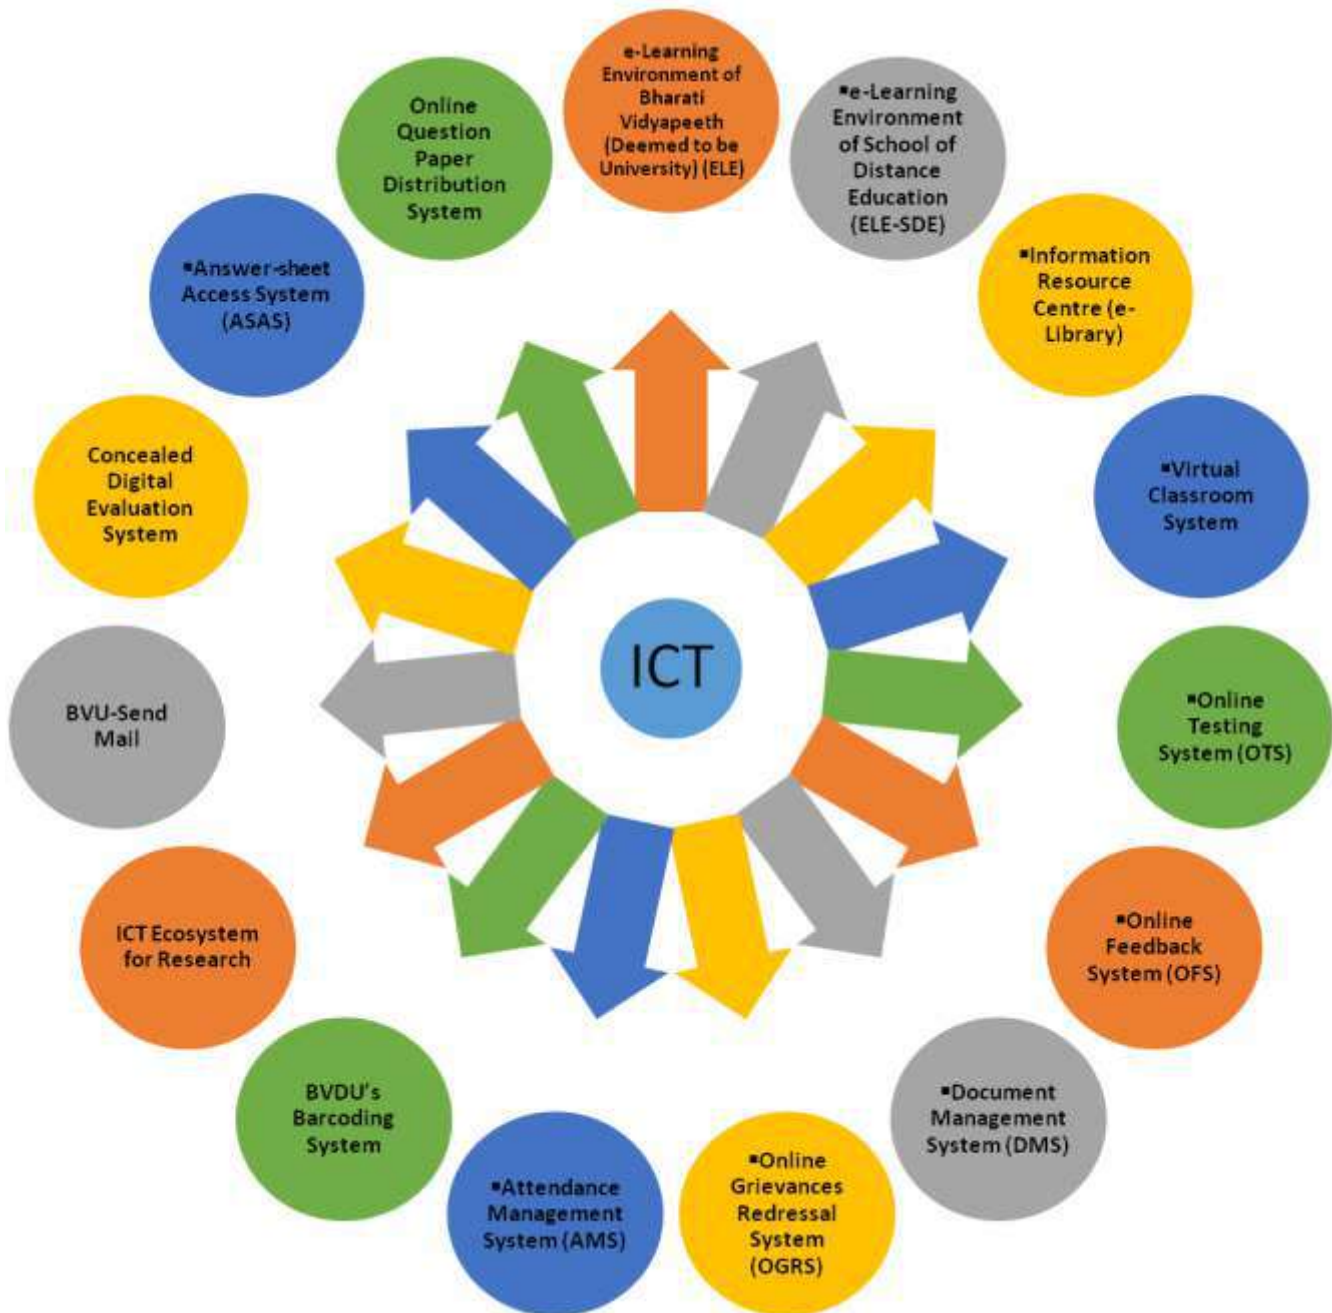 e-Learning
Environment of
Bharati
Vidyapeeth
(Deemed to be
University) (ELE)
▪e-Learning
Environment
of School of
Distance
Education
(ELE-SDE)
▪Information
Resource
Centre (e-
Library)
▪Virtual
Classroom
System
▪Online
Testing
System (OTS)
▪Online
Feedback
System (OFS)
▪Document
Management
System (DMS)
▪Online
Grievances
Redressal
System
(OGRS)
▪Attendance
Management
System (AMS)
BVDU's
Barcoding
System
ICT Ecosystem
for Research
BVU-Send
Mail
Concealed
Digital
Evaluation
System
▪Answer-sheet
Access System
(ASAS)
Online
Question
Paper
Distribution
System
ICT